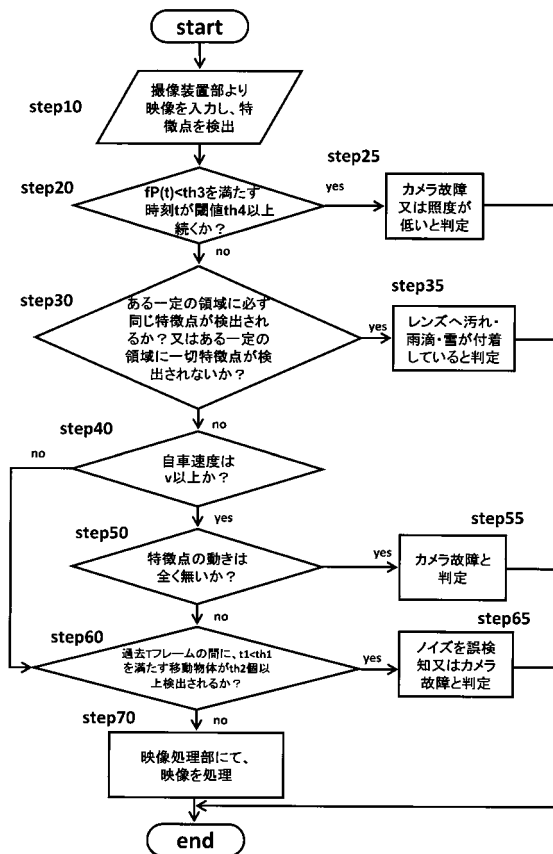 start
step10
撮像装置部より
映像を入力し、特
徴点を検出
step20
fP(t)<th3を満たす
時刻tが閾値th4以上
続くか？
yes
step25
カメラ故障
又は照度が
低いと判定
no
step30
ある一定の領域に必ず
同じ特徴点が検出され
るか？又はある一定の
領域に一切特徴点が検
出されないか？
yes
step35
レンズへ汚れ・
雨滴・雪が付着
していると判定
no
step40
no
自車速度は
v以上か？
yes
step50
特徴点の動きは
全く無いか？
yes
step55
カメラ故障と
判定
no
step60
過去Tフレームの間に、t1<th1
を満たす移動物体がth2個以
上検出されるか？
yes
step65
ノイズを誤検
知又はカメラ
故障と判定
no
step70
映像処理部にて、
映像を処理
end